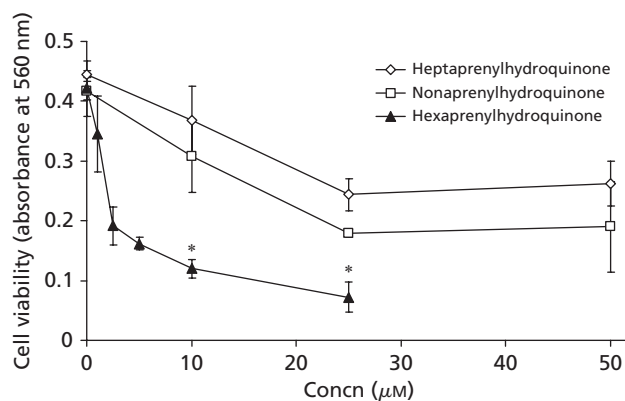 0.5
0.4
0.3
0.2
0.1
0
Cell viability (absorbance at 560 nm)
Heptaprenylhydroquinone
Nonaprenylhydroquinone
Hexaprenylhydroquinone
*
*
0 10 20 30 40 50
Concn (μM)